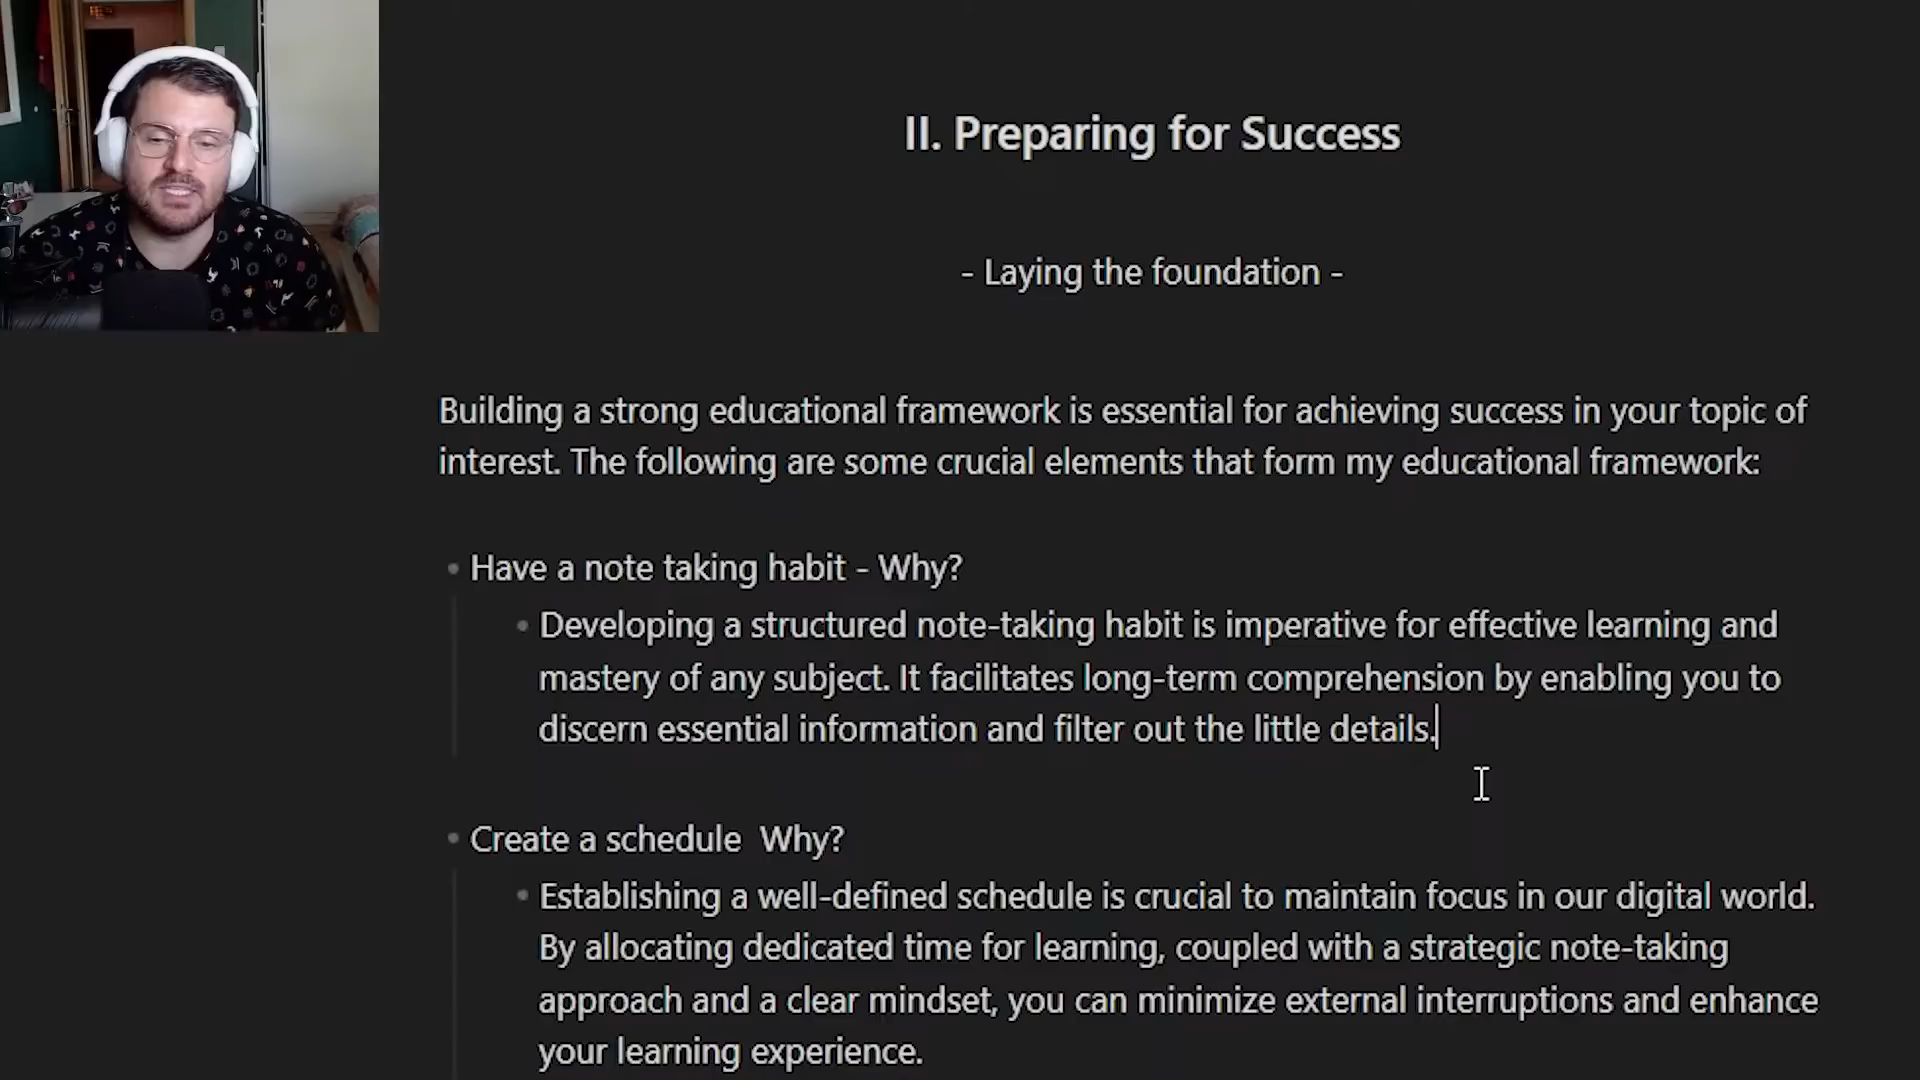 II. Preparing for Success
- Laying the foundation -
Building a strong educational framework is essential for achieving success in your topic of
interest. The following are some crucial elements that form my educational framework:
• Have a note taking habit - Why?
• Developing a structured note-taking habit is imperative for effective learning and
mastery of any subject. It facilitates long-term comprehension by enabling you to
discern essential information and filter out the little details.
• Create a schedule  Why?
• Establishing a well-defined schedule is crucial to maintain focus in our digital world.
By allocating dedicated time for learning, coupled with a strategic note-taking
approach and a clear mindset, you can minimize external interruptions and enhance
your learning experience.